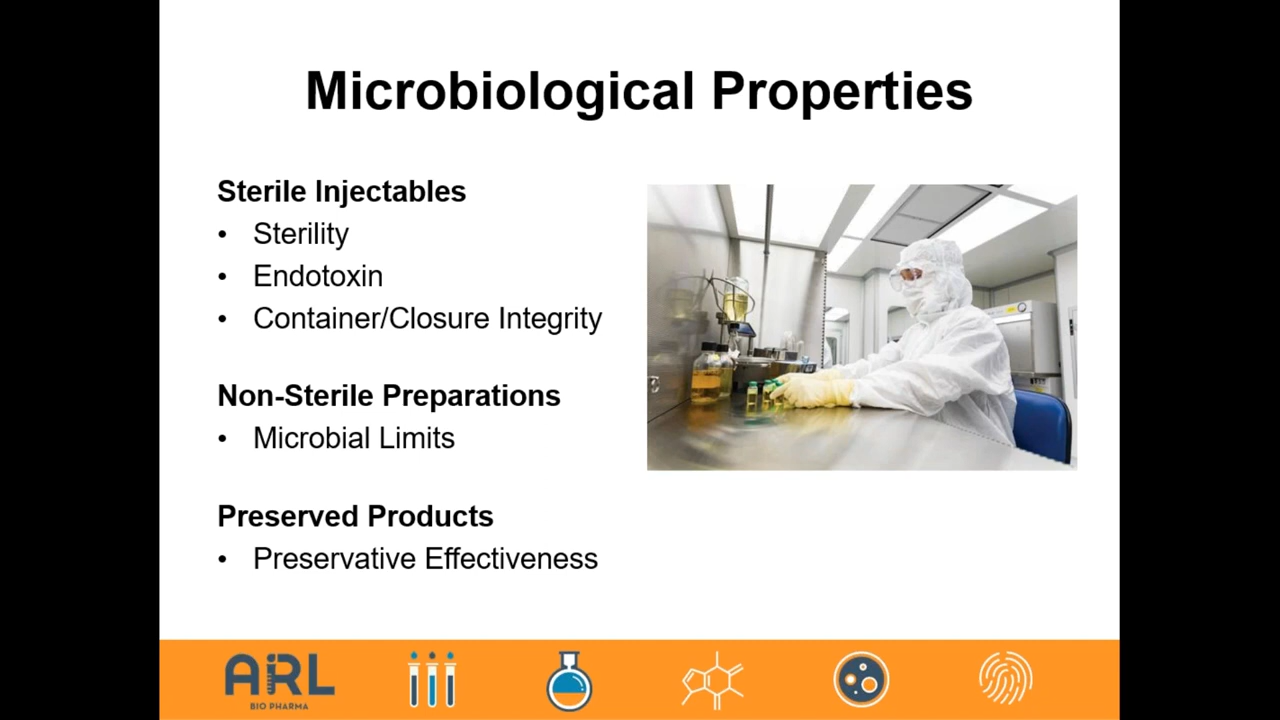 Microbiological Properties
Sterile Injectables
• Sterility
• Endotoxin
• Container/Closure Integrity
Non-Sterile Preparations
• Microbial Limits
Preserved Products
• Preservative Effectiveness
ARL
BIO PHARMA